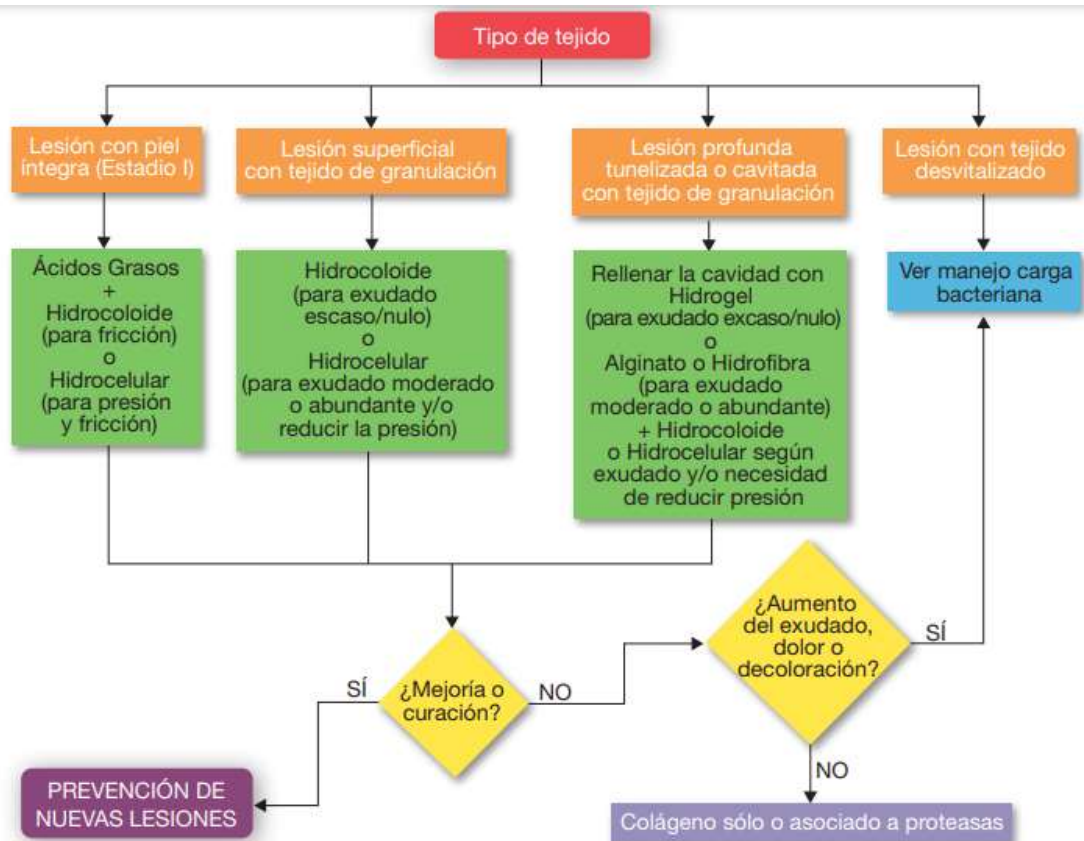 Tipo de tejido
Lesión con piel
íntegra (Estadio I)
Lesión superficial
con tejido de granulación
Lesión profunda
tunelizada o cavitada
con tejido de granulación
Lesión con tejido
desvitalizado
Ácidos Grasos
+
Hidrocoloide
(para fricción)
o
Hidrocelular
(para presión
y fricción)
Hidrocoloide
(para exudado
escaso/nulo)
o
Hidrocelular
(para exudado moderado
o abundante y/o
reducir la presión)
Rellenar la cavidad con
Hidrogel
(para exudado excaso/nulo)
o
Alginato o Hidrofibra
(para exudado
moderado o abundante)
+ Hidrocoloide
o Hidrocelular según
exudado y/o necesidad
de reducir presión
Ver manejo carga
bacteriana
¿Mejoría o
curación?
SÍ
NO
¿Aumento
del exudado,
dolor o
decoloración?
SÍ
NO
PREVENCIÓN DE
NUEVAS LESIONES
Colágeno sólo o asociado a proteasas